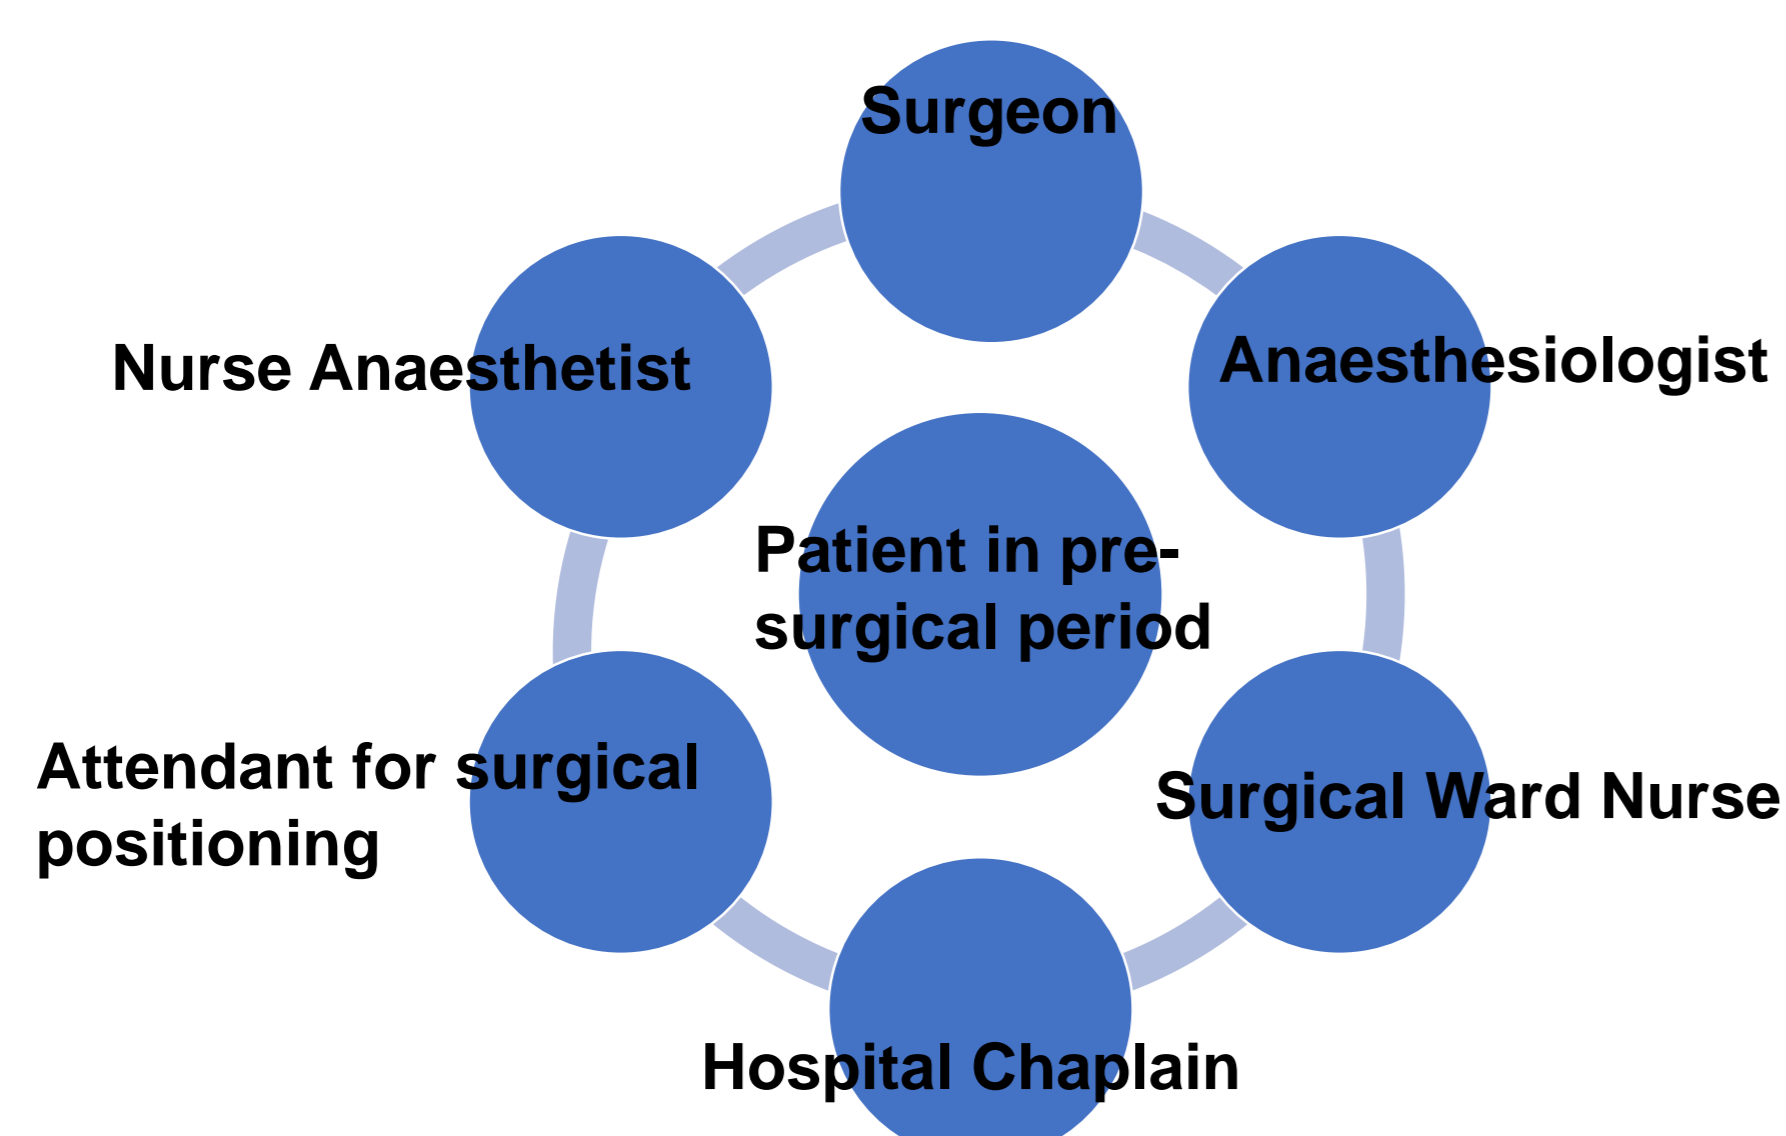 Surgeon
Nurse Anaesthetist
Anaesthesiologist
Patient in pre-
surgical period
Attendant for surgical
positioning
Surgical Ward Nurse
Hospital Chaplain